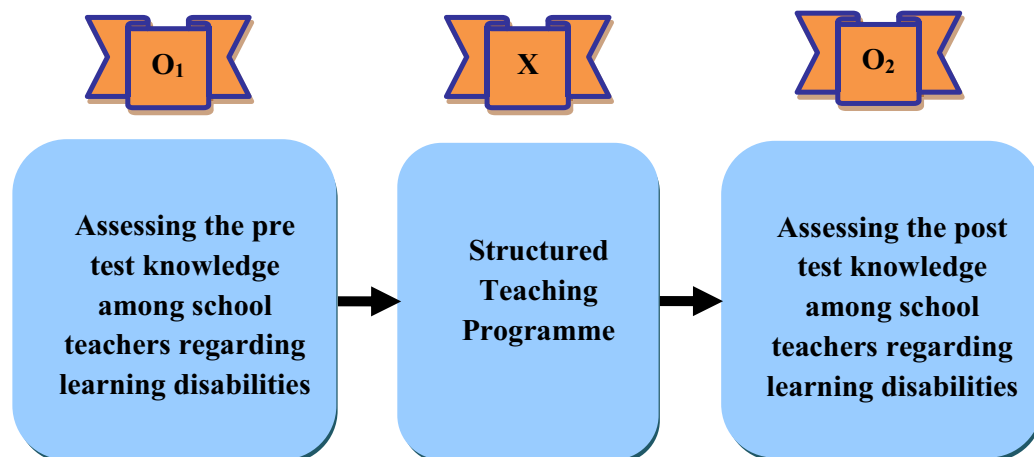 O₁
X
O₂
Assessing the pre
test knowledge
among school
teachers regarding
learning disabilities
Structured
Teaching
Programme
Assessing the post
test knowledge
among school
teachers regarding
learning disabilities